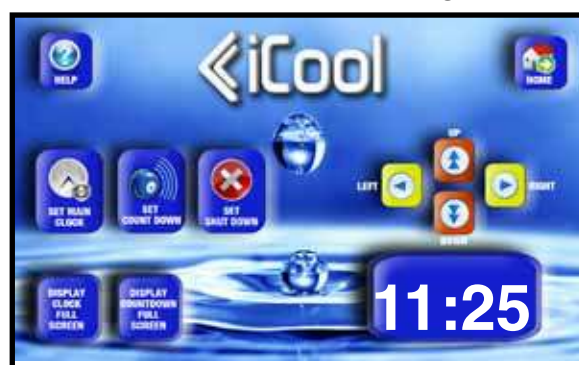 iCool
HELP
HOME
UP
LEFT
RIGHT
DOWN
SET MAIN
CLOCK
SET
COUNT DOWN
SET
SHUT DOWN
DISPLAY
CLOCK
FULL
SCREEN
DISPLAY
COUNTDOWN
FULL
SCREEN
11:25